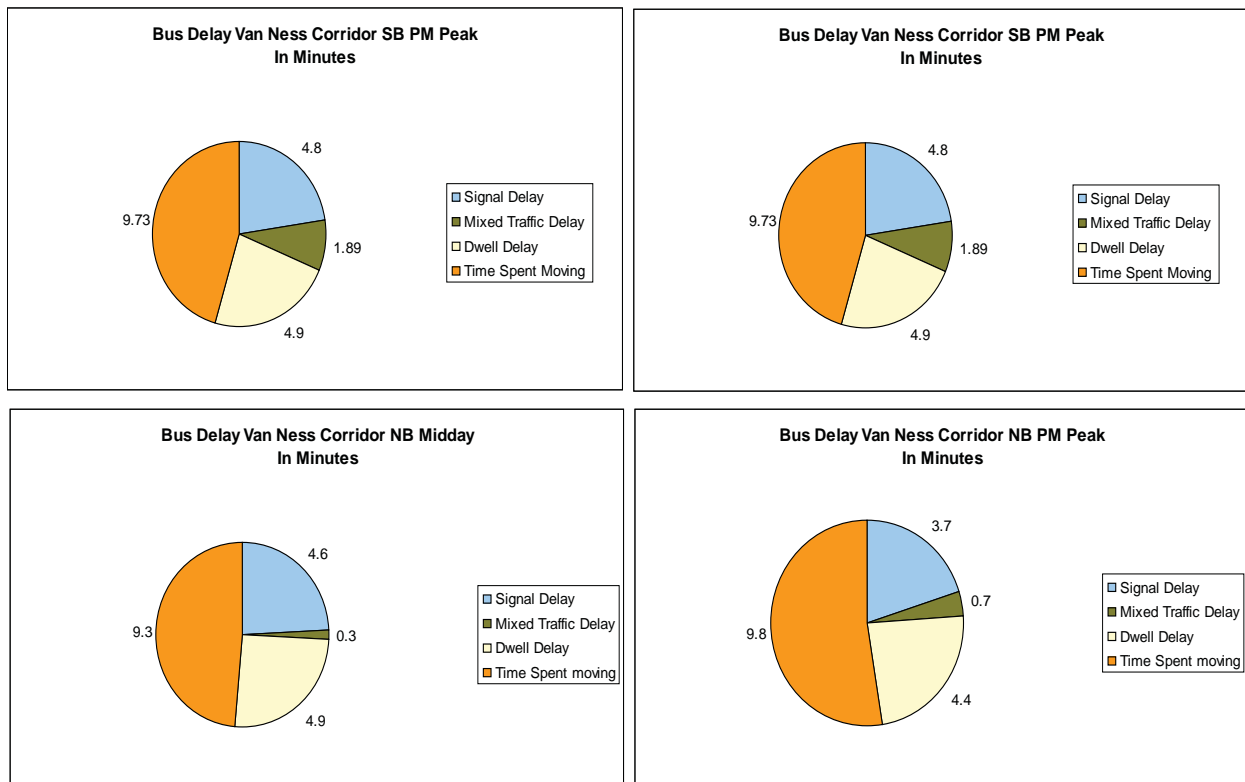 Bus Delay Van Ness Corridor SB PM Peak
In Minutes
4.8
1.89
4.9
9.73
Signal Delay
Mixed Traffic Delay
Dwell Delay
Time Spent Moving
Bus Delay Van Ness Corridor SB PM Peak
In Minutes
4.8
1.89
4.9
9.73
Signal Delay
Mixed Traffic Delay
Dwell Delay
Time Spent Moving
Bus Delay Van Ness Corridor NB Midday
In Minutes
4.6
0.3
4.9
9.3
Signal Delay
Mixed Traffic Delay
Dwell Delay
Time Spent moving
Bus Delay Van Ness Corridor NB PM Peak
In Minutes
3.7
0.7
4.4
9.8
Signal Delay
Mixed Traffic Delay
Dwell Delay
Time Spent moving